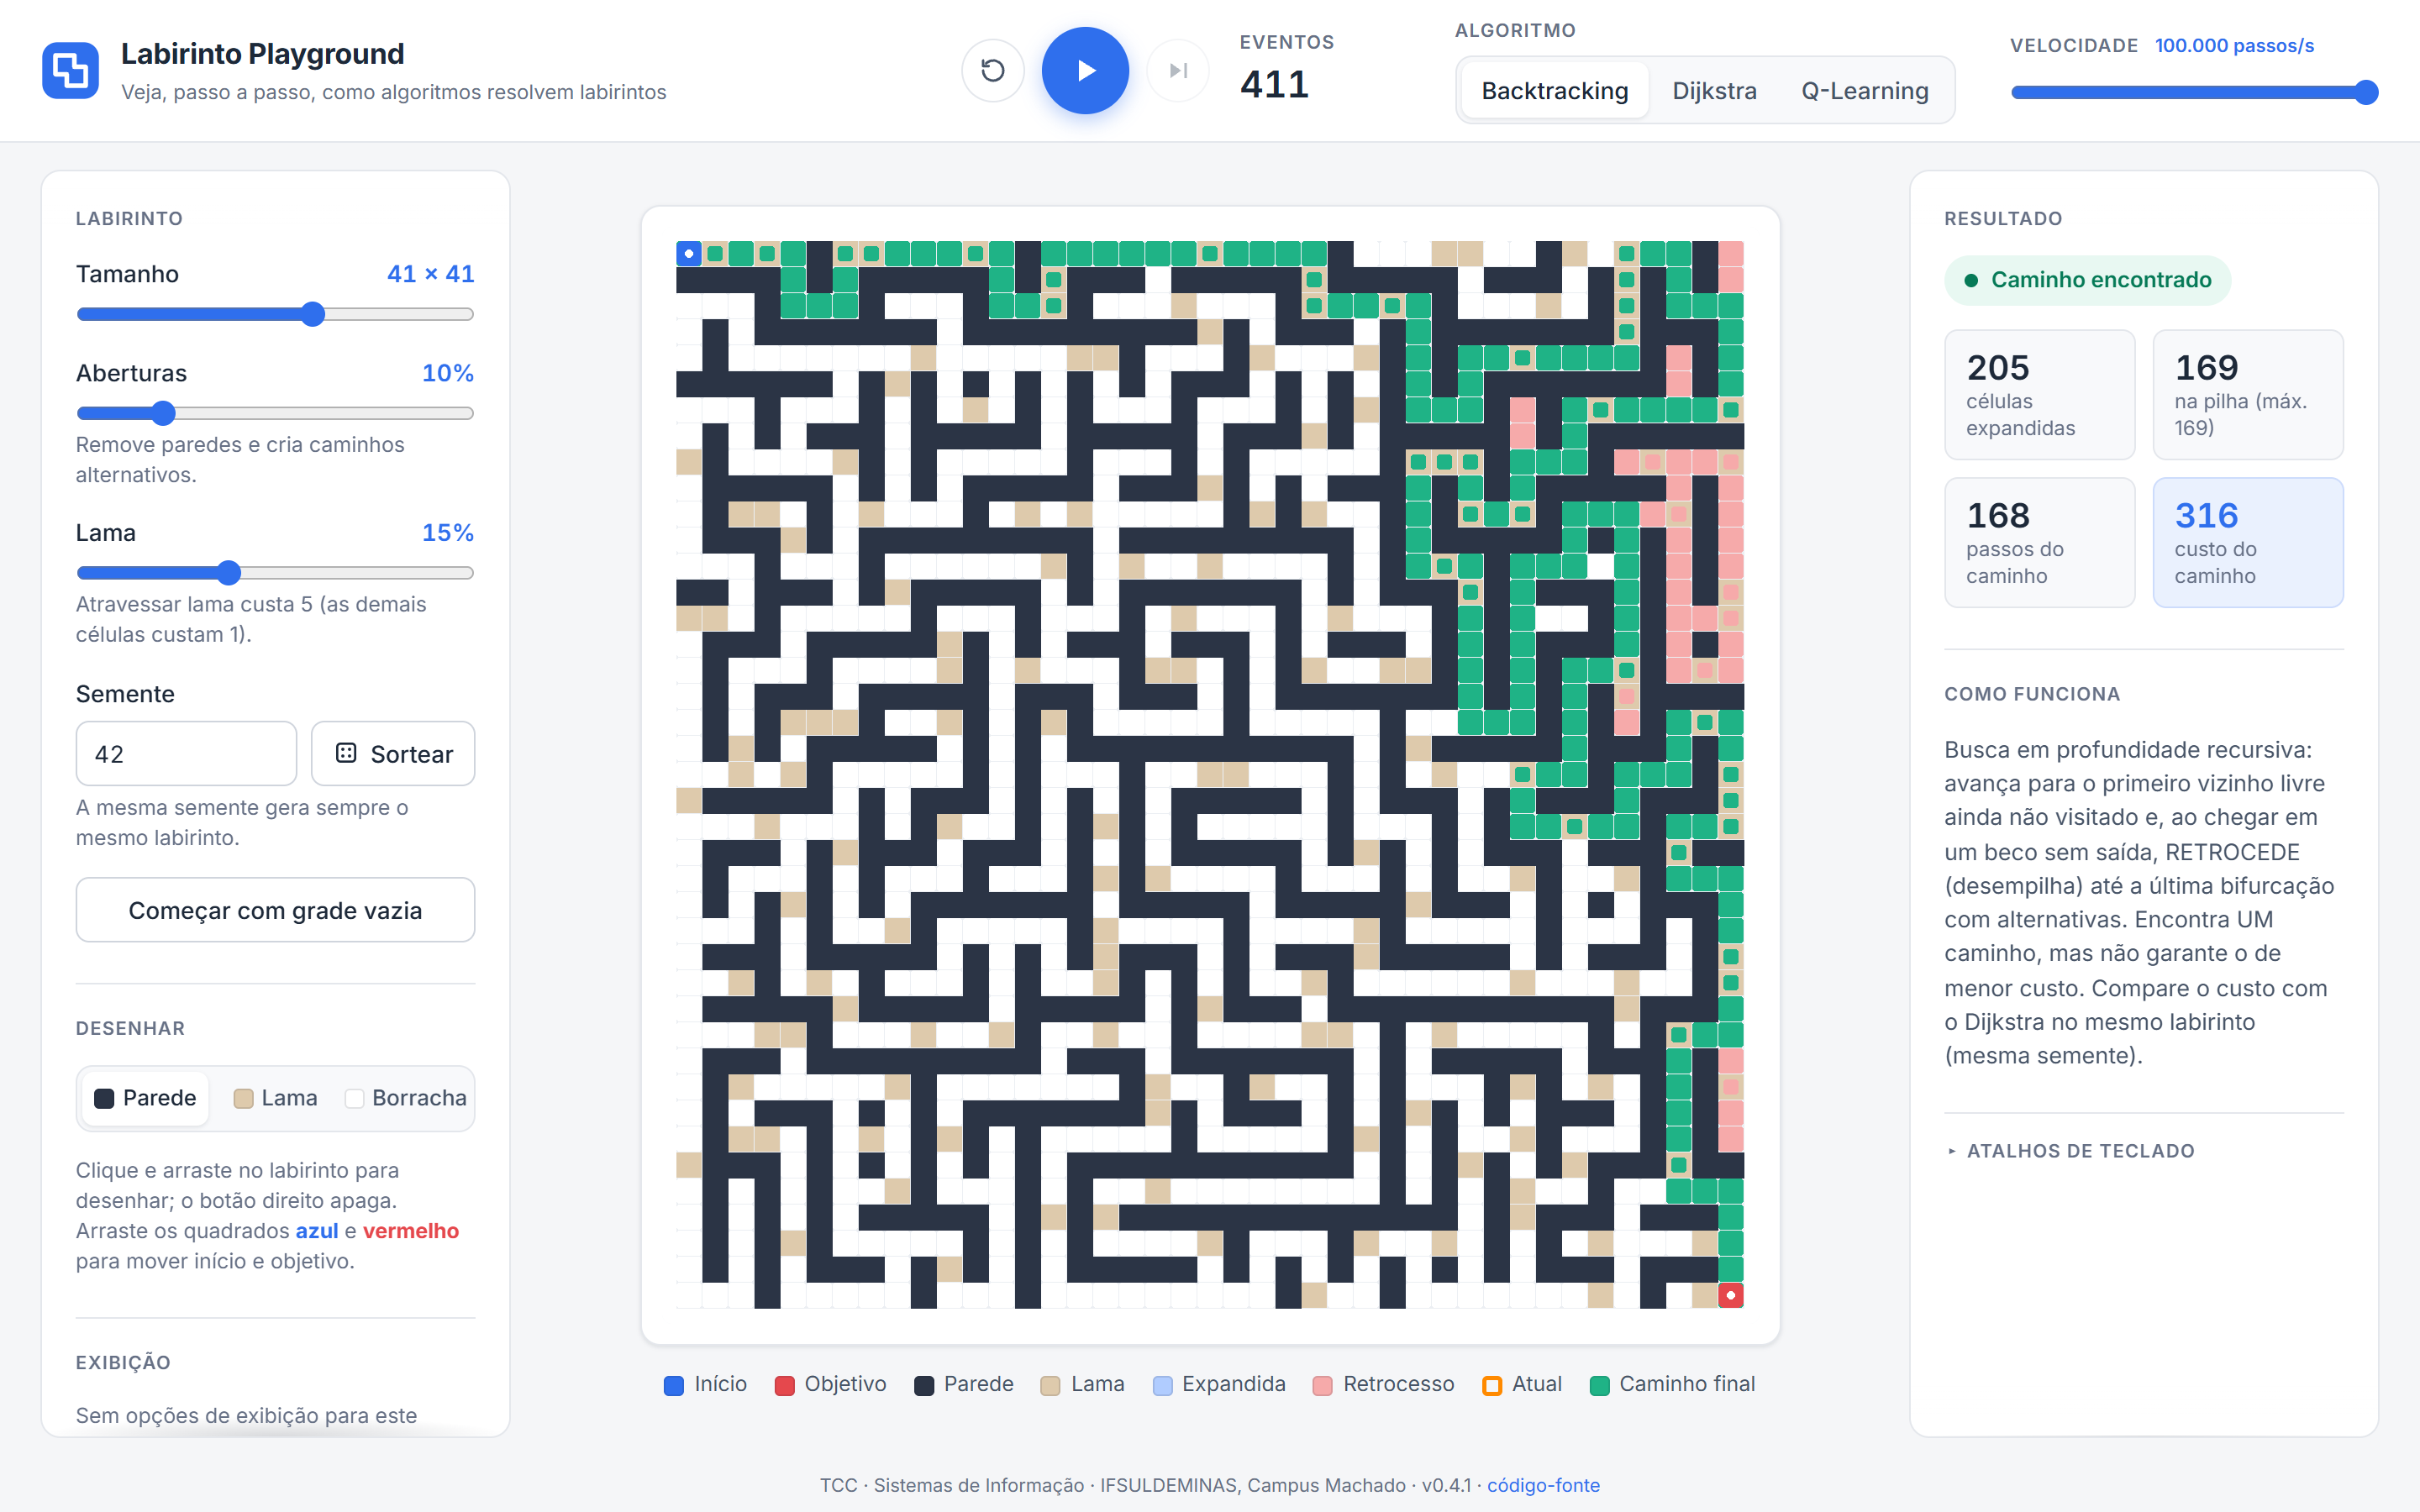 Labirinto Playground
Veja, passo a passo, como algoritmos resolvem labirintos
EVENTOS
411
ALGORITMO
Backtracking Dijkstra Q-Learning
VELOCIDADE 100.000 passos/s
LABIRINTO
Tamanho 41 × 41
Aberturas 10%
Remove paredes e cria caminhos
alternativos.
Lama 15%
Atravessar lama custa 5 (as demais
células custam 1).
Semente
42 Sortear
A mesma semente gera sempre o
mesmo labirinto.
Começar com grade vazia
DESENHAR
Parede Lama Borracha
Clique e arraste no labirinto para
desenhar; o botão direito apaga.
Arraste os quadrados azul e vermelho
para mover início e objetivo.
EXIBIÇÃO
Sem opções de exibição para este
Início Objetivo Parede Lama Expandida Retrocesso Atual Caminho final
RESULTADO
Caminho encontrado
205
células
expandidas
169
na pilha (máx.
169)
168
passos do
caminho
316
custo do
caminho
COMO FUNCIONA
Busca em profundidade recursiva:
avança para o primeiro vizinho livre
ainda não visitado e, ao chegar em
um beco sem saída, RETROCEDE
(desempilha) até a última bifurcação
com alternativas. Encontra UM
caminho, mas não garante o de
menor custo. Compare o custo com
o Dijkstra no mesmo labirinto
(mesma semente).
ATALHOS DE TECLADO
TCC · Sistemas de Informação · IFSULDEMINAS, Campus Machado · v0.4.1 · código-fonte